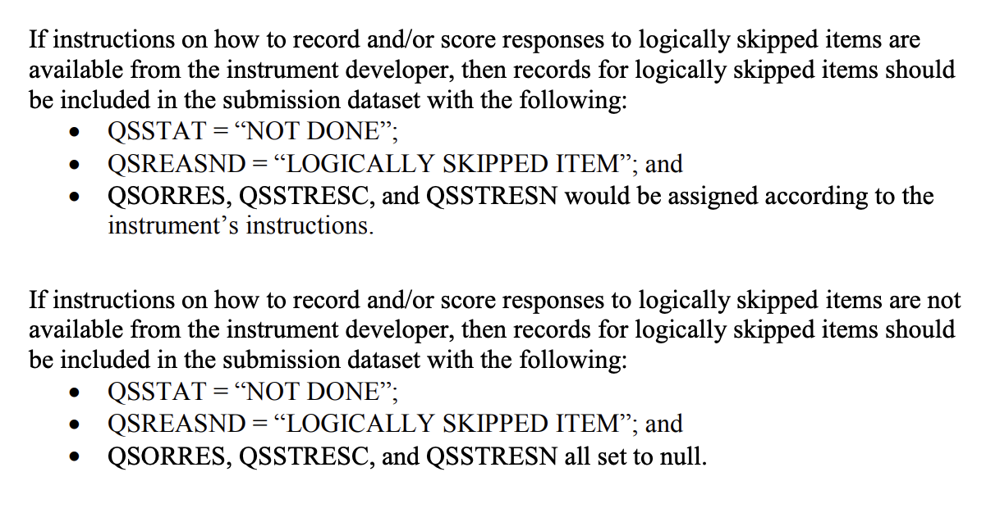 If instructions on how to record and/or score responses to logically skipped items are
available from the instrument developer, then records for logically skipped items should
be included in the submission dataset with the following:
• QSSTAT = “NOT DONE”;
• QSREASND = “LOGICALLY SKIPPED ITEM”; and
• QSORRES, QSSTRESC, and QSSTRESN would be assigned according to the
instrument’s instructions.
If instructions on how to record and/or score responses to logically skipped items are not
available from the instrument developer, then records for logically skipped items should
be included in the submission dataset with the following:
• QSSTAT = “NOT DONE”;
• QSREASND = “LOGICALLY SKIPPED ITEM”; and
• QSORRES, QSSTRESC, and QSSTRESN all set to null.